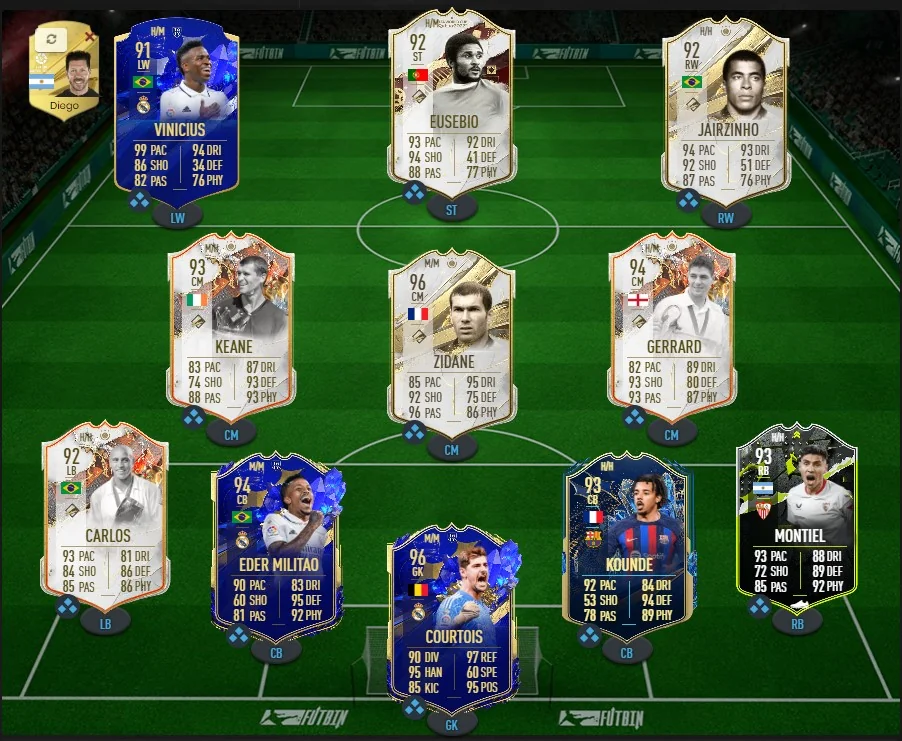 Diego
H/M
91
LW
VINICIUS
99 PAC 94 DRI
86 SHO 34 DEF
82 PAS 76 PHY
LW
H/M
92
ST
EUSEBIO
93 PAC 92 DRI
94 SHO 41 DEF
88 PAS 77 PHY
ST
H/H
92
RW
JAIRZINHO
94 PAC 93 DRI
92 SHO 51 DEF
87 PAS 76 PHY
RW
M/H
93
CM
KEANE
83 PAC 87 DRI
74 SHO 93 DEF
88 PAS 93 PHY
CM
M/M
96
CM
ZIDANE
85 PAC 95 DRI
92 SHO 75 DEF
96 PAS 86 PHY
CM
H/M
94
CM
GERRARD
82 PAC 89 DRI
93 SHO 80 DEF
93 PAS 87 PHY
CM
H/H
92
LB
CARLOS
93 PAC 81 DRI
84 SHO 86 DEF
85 PAS 86 PHY
LB
M/M
94
CB
EDER MILITAO
90 PAC 83 DRI
60 SHO 95 DEF
81 PAS 92 PHY
CB
M/M
96
GK
COURTOIS
90 DIV 97 REF
95 HAN 60 SPE
85 KIC 95 POS
GK
H/H
93
CB
KOUNDE
92 PAC 84 DRI
53 SHO 94 DEF
78 PAS 89 PHY
CB
H/H
93
RB
MONTIEL
93 PAC 88 DRI
72 SHO 89 DEF
85 PAS 92 PHY
RB
FUTBIN
FUTBIN
FUTBIN
FUTBIN
FUTBIN